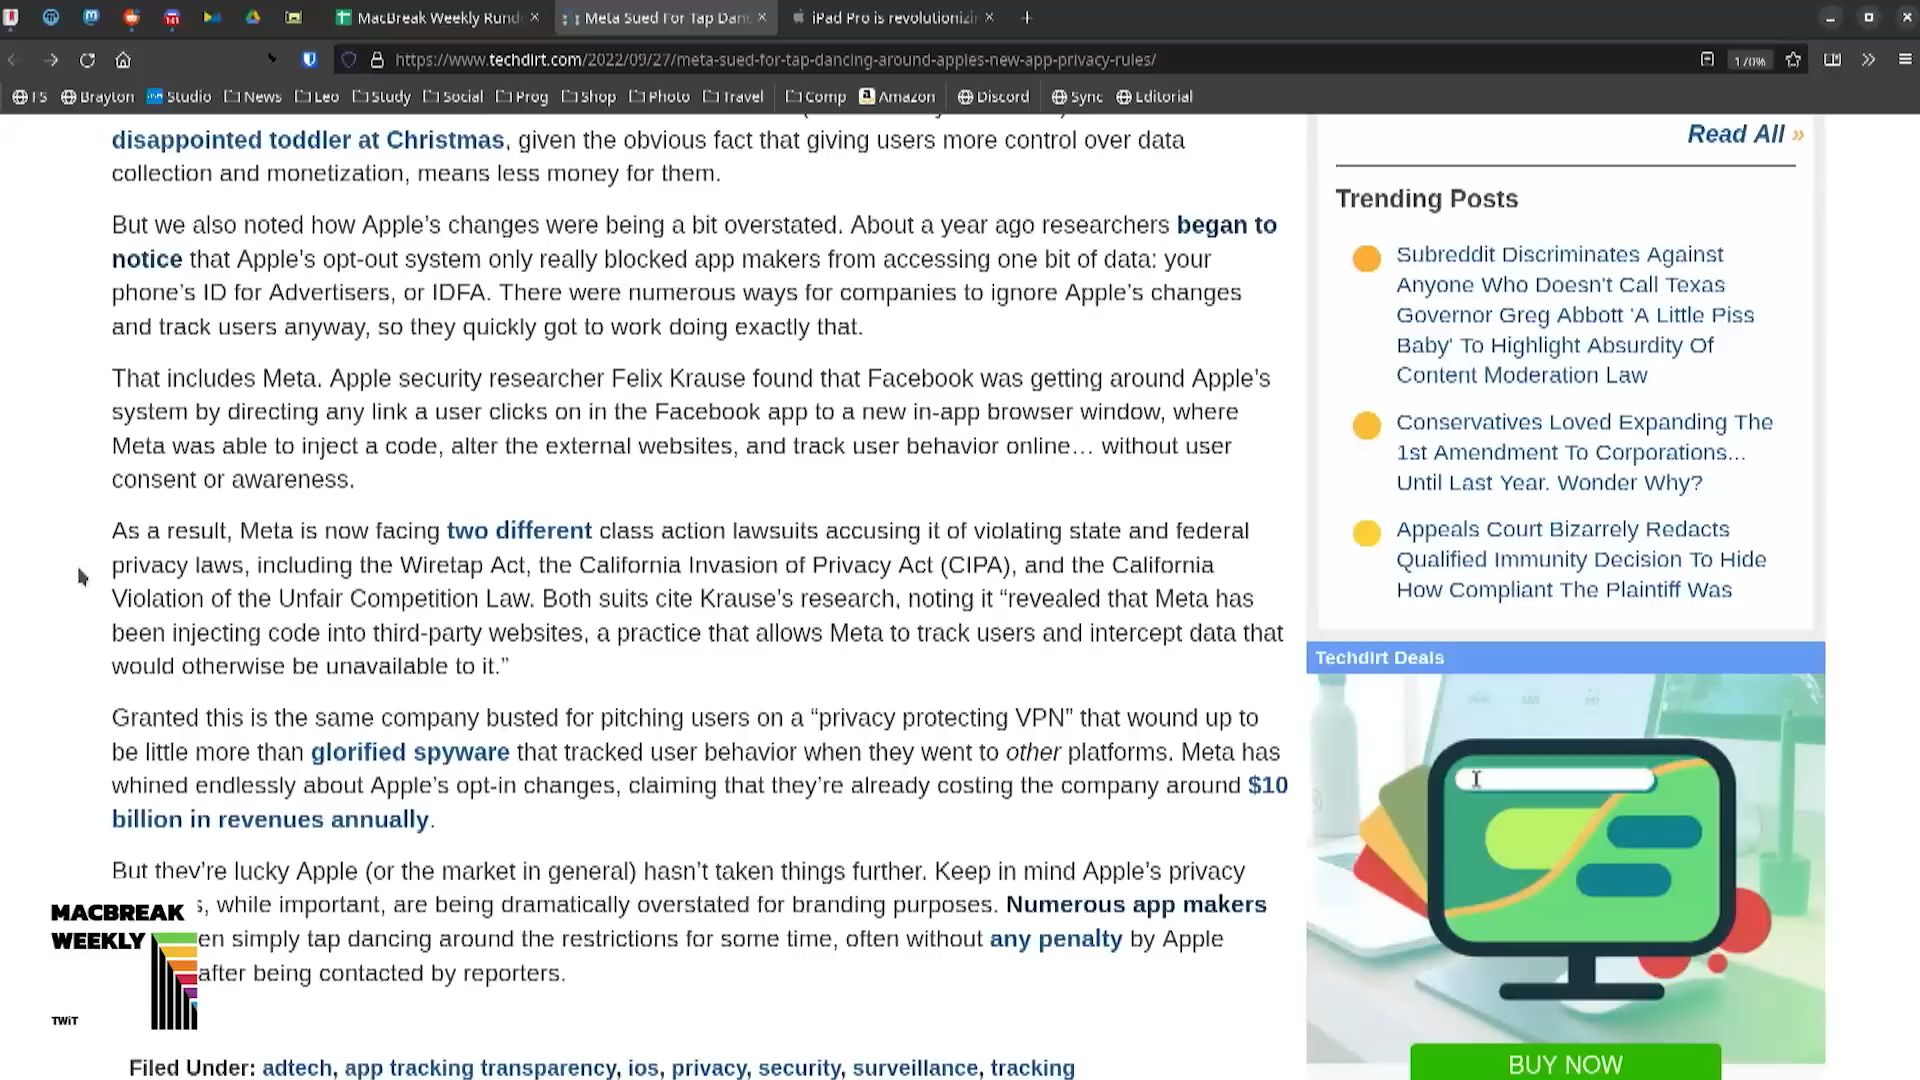 141
MacBreak Weekly Rund
Meta Sued For Tap Danc
iPad Pro is revolutionizin
https://www.techdirt.com/2022/09/27/meta-sued-for-tap-dancing-around-apples-new-app-privacy-rules/
170%
FS Brayton Studio News Leo Study Social Prog Shop Photo Travel Comp Amazon Discord Sync Editorial
disappointed toddler at Christmas, given the obvious fact that giving users more control over data
collection and monetization, means less money for them.
But we also noted how Apple’s changes were being a bit overstated. About a year ago researchers began to
notice that Apple’s opt-out system only really blocked app makers from accessing one bit of data: your
phone’s ID for Advertisers, or IDFA. There were numerous ways for companies to ignore Apple’s changes
and track users anyway, so they quickly got to work doing exactly that.
That includes Meta. Apple security researcher Felix Krause found that Facebook was getting around Apple’s
system by directing any link a user clicks on in the Facebook app to a new in-app browser window, where
Meta was able to inject a code, alter the external websites, and track user behavior online… without user
consent or awareness.
As a result, Meta is now facing two different class action lawsuits accusing it of violating state and federal
privacy laws, including the Wiretap Act, the California Invasion of Privacy Act (CIPA), and the California
Violation of the Unfair Competition Law. Both suits cite Krause’s research, noting it “revealed that Meta has
been injecting code into third-party websites, a practice that allows Meta to track users and intercept data that
would otherwise be unavailable to it.”
Granted this is the same company busted for pitching users on a “privacy protecting VPN” that wound up to
be little more than glorified spyware that tracked user behavior when they went to other platforms. Meta has
whined endlessly about Apple’s opt-in changes, claiming that they’re already costing the company around $10
billion in revenues annually.
But they’re lucky Apple (or the market in general) hasn’t taken things further. Keep in mind Apple’s privacy
s, while important, are being dramatically overstated for branding purposes. Numerous app makers
en simply tap dancing around the restrictions for some time, often without any penalty by Apple
after being contacted by reporters.
Filed Under: adtech, app tracking transparency, ios, privacy, security, surveillance, tracking
MACBREAK
WEEKLY
TWiT
Read All »
Trending Posts
Subreddit Discriminates Against
Anyone Who Doesn't Call Texas
Governor Greg Abbott 'A Little Piss
Baby' To Highlight Absurdity Of
Content Moderation Law
Conservatives Loved Expanding The
1st Amendment To Corporations...
Until Last Year. Wonder Why?
Appeals Court Bizarrely Redacts
Qualified Immunity Decision To Hide
How Compliant The Plaintiff Was
Techdirt Deals
BUY NOW